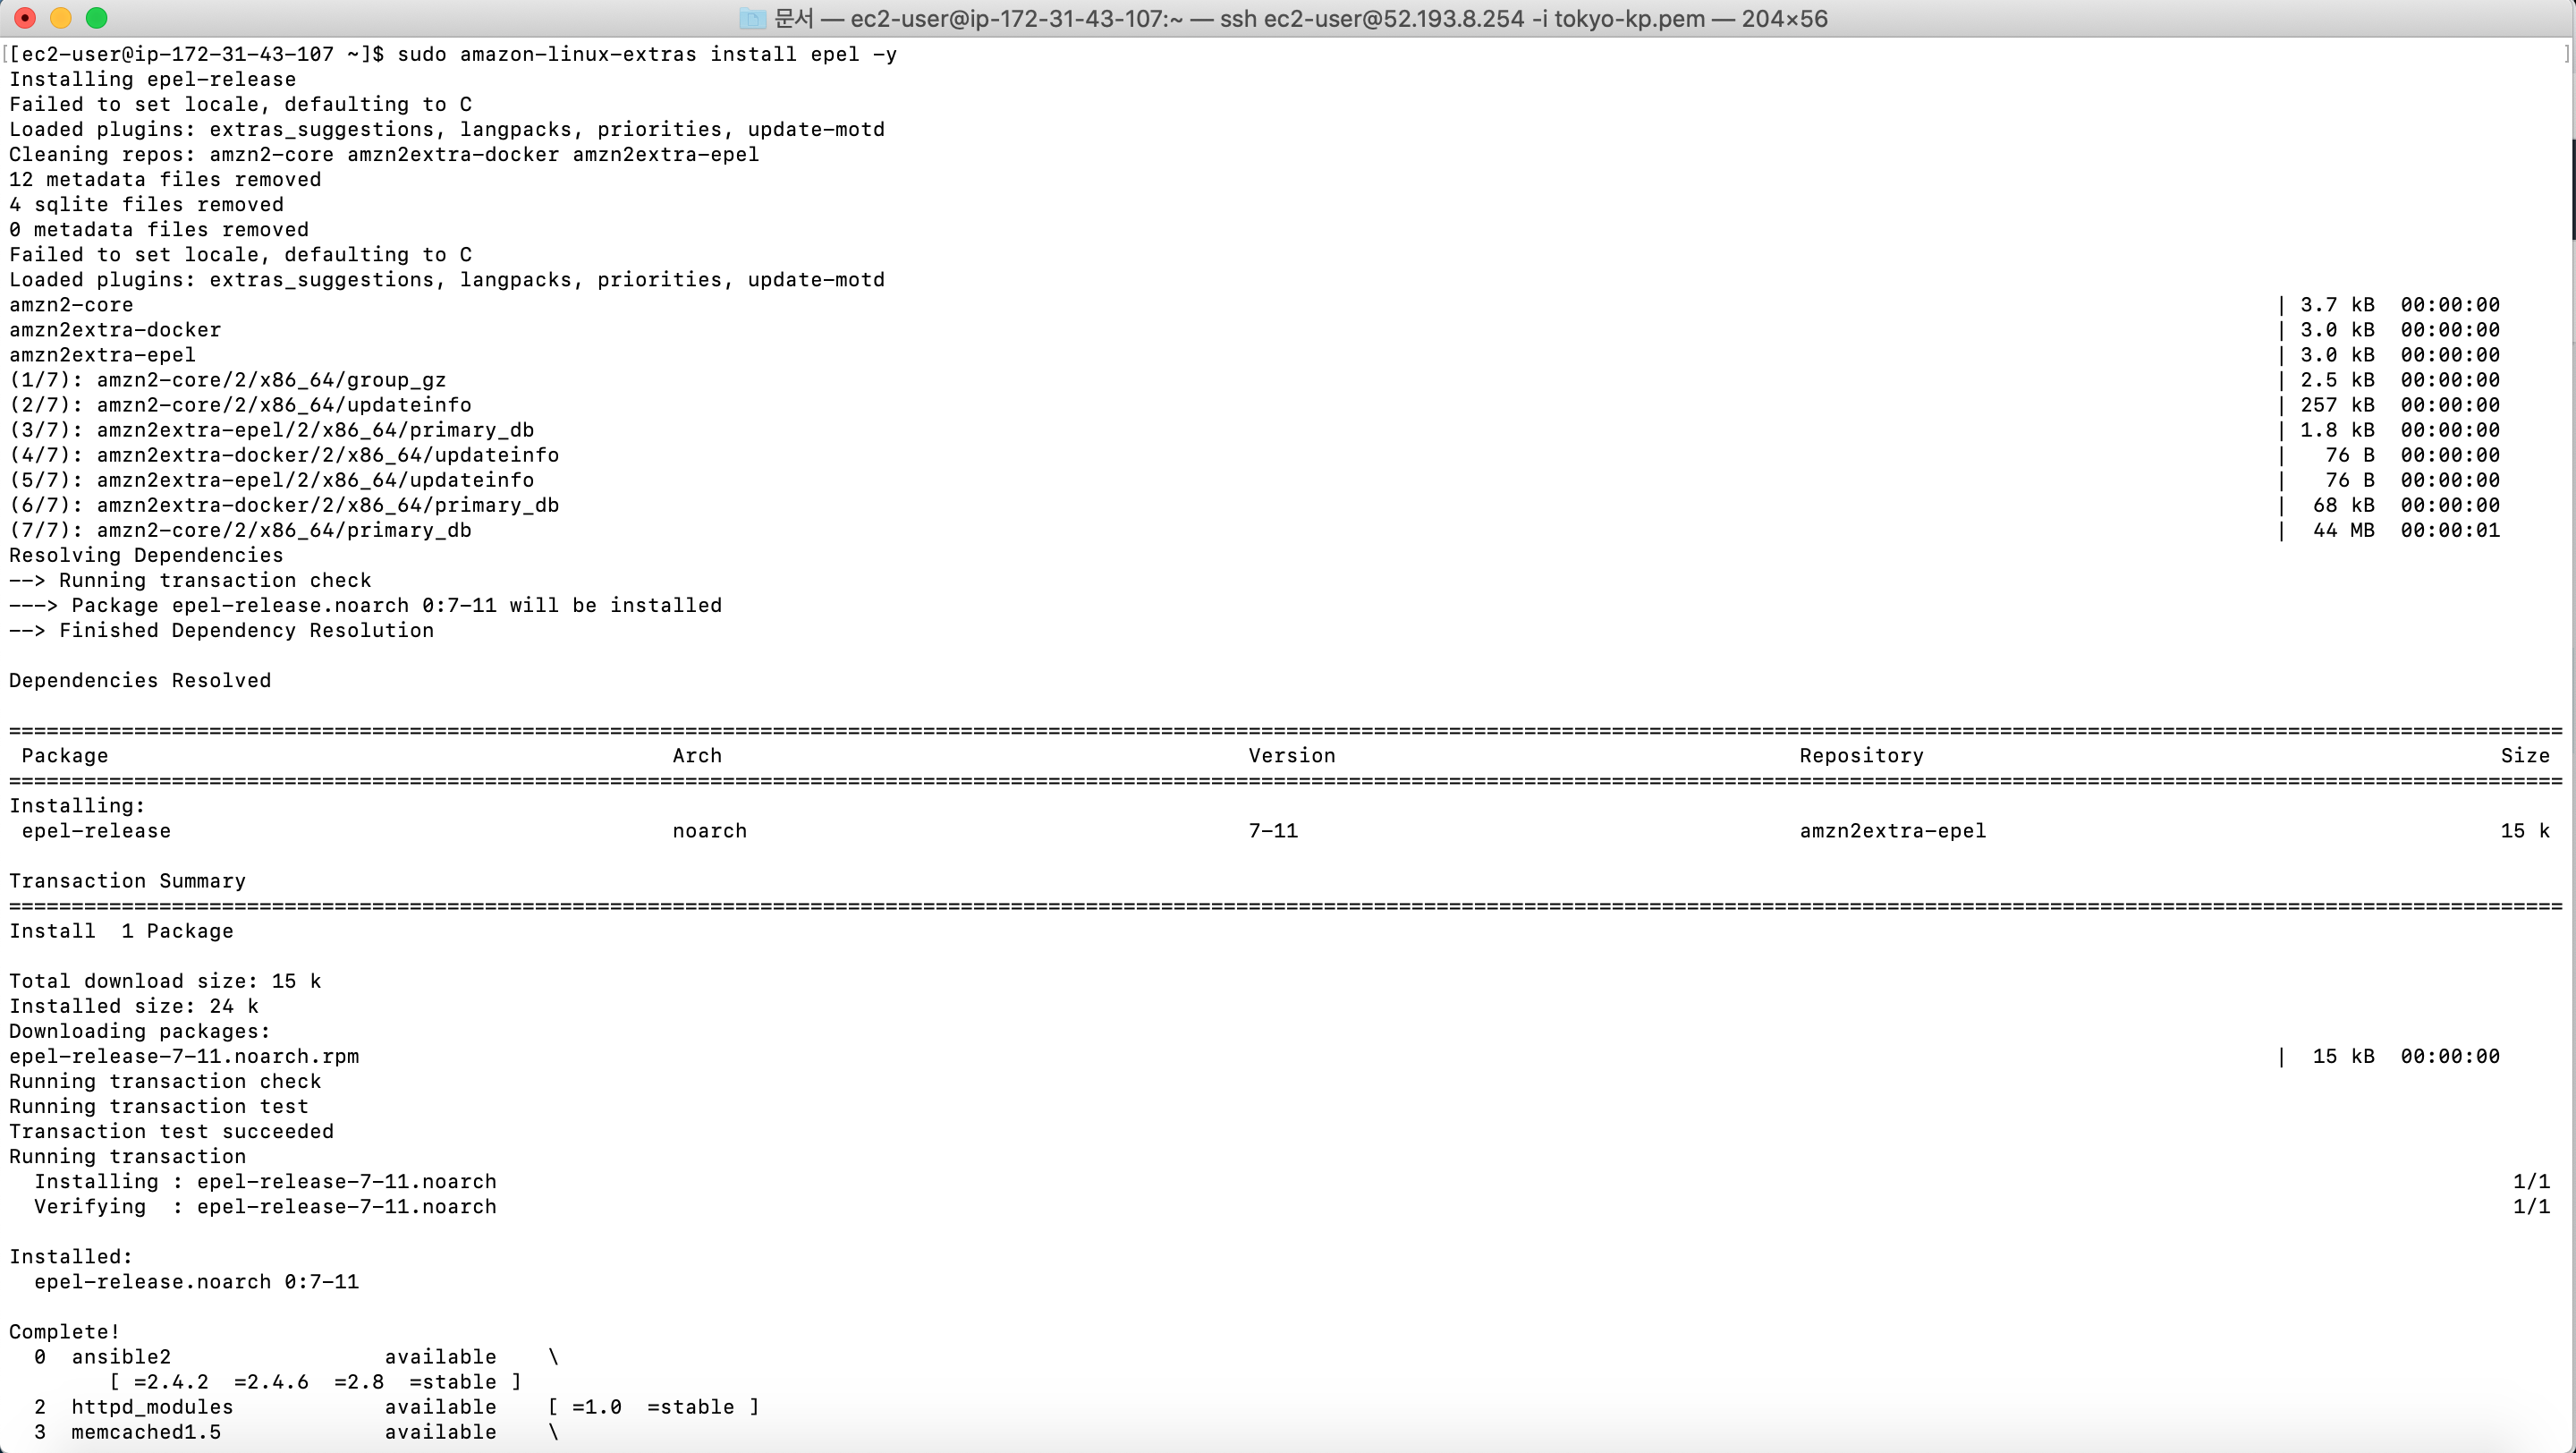 문서 — ec2-user@ip-172-31-43-107:~ — ssh ec2-user@52.193.8.254 -i tokyo-kp.pem — 204×56
[[ec2-user@ip-172-31-43-107 ~]$ sudo amazon-linux-extras install epel -y ]
Installing epel-release
Failed to set locale, defaulting to C
Loaded plugins: extras_suggestions, langpacks, priorities, update-motd
Cleaning repos: amzn2-core amzn2extra-docker amzn2extra-epel
12 metadata files removed
4 sqlite files removed
0 metadata files removed
Failed to set locale, defaulting to C
Loaded plugins: extras_suggestions, langpacks, priorities, update-motd
amzn2-core | 3.7 kB 00:00:00
amzn2extra-docker | 3.0 kB 00:00:00
amzn2extra-epel | 3.0 kB 00:00:00
(1/7): amzn2-core/2/x86_64/group_gz | 2.5 kB 00:00:00
(2/7): amzn2-core/2/x86_64/updateinfo | 257 kB 00:00:00
(3/7): amzn2extra-epel/2/x86_64/primary_db | 1.8 kB 00:00:00
(4/7): amzn2extra-docker/2/x86_64/updateinfo | 76 B 00:00:00
(5/7): amzn2extra-epel/2/x86_64/updateinfo | 76 B 00:00:00
(6/7): amzn2extra-docker/2/x86_64/primary_db | 68 kB 00:00:00
(7/7): amzn2-core/2/x86_64/primary_db | 44 MB 00:00:01
Resolving Dependencies
--> Running transaction check
---> Package epel-release.noarch 0:7-11 will be installed
--> Finished Dependency Resolution
Dependencies Resolved
Package Arch Version Repository Size
Installing:
epel-release noarch 7-11 amzn2extra-epel 15 k
Transaction Summary
Install 1 Package
Total download size: 15 k
Installed size: 24 k
Downloading packages:
epel-release-7-11.noarch.rpm | 15 kB 00:00:00
Running transaction check
Running transaction test
Transaction test succeeded
Running transaction
Installing : epel-release-7-11.noarch 1/1
Verifying : epel-release-7-11.noarch 1/1
Installed:
epel-release.noarch 0:7-11
Complete!
0 ansible2 available \
[ =2.4.2 =2.4.6 =2.8 =stable ]
2 httpd_modules available [ =1.0 =stable ]
3 memcached1.5 available \